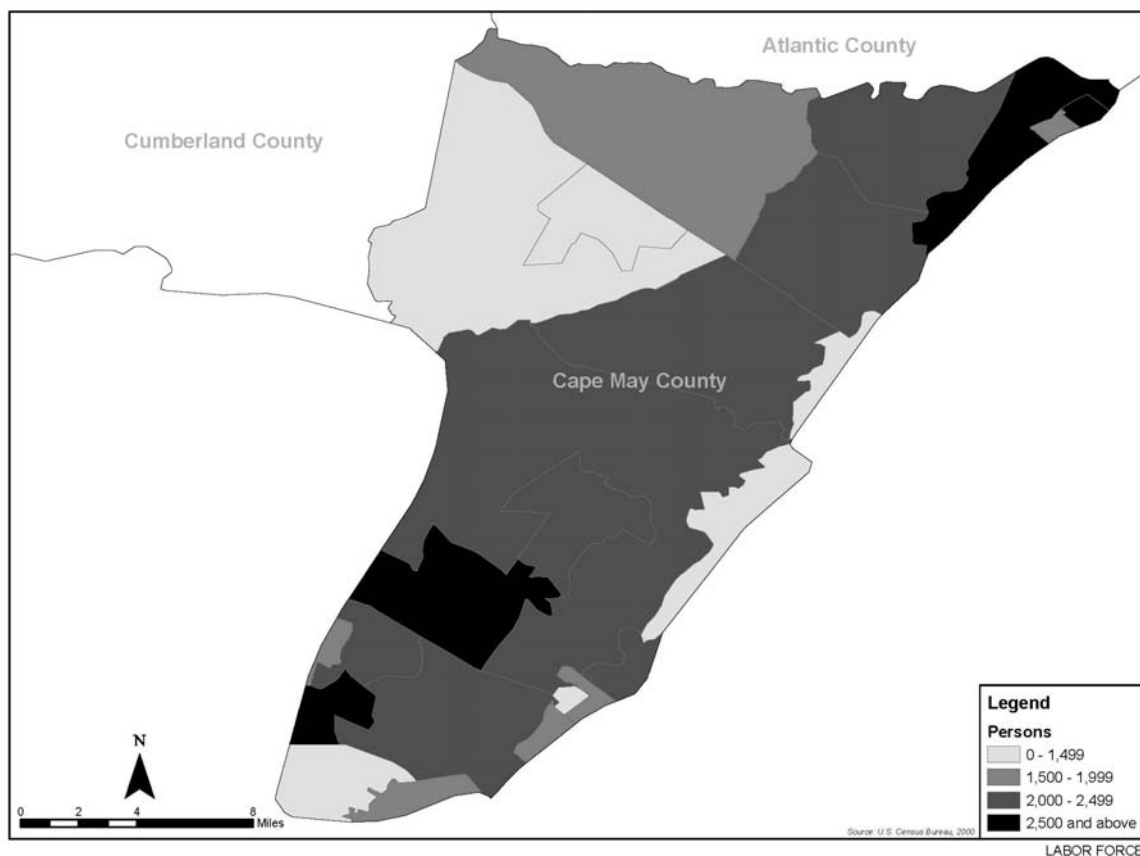 Atlantic County
Cumberland County
Cape May County
N
0 2 4 8
Miles
Legend
Persons
0 - 1,499
1,500 - 1,999
2,000 - 2,499
2,500 and above
Source: U.S. Census Bureau, 2000
LABOR FORCE